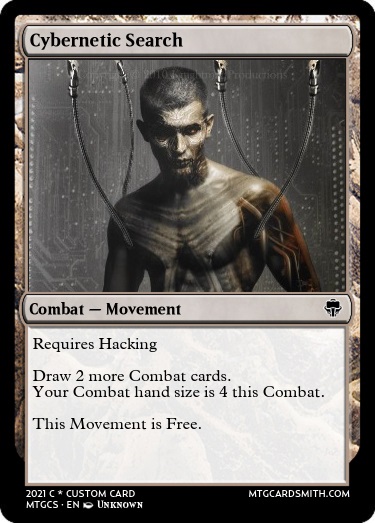 Cybernetic Search
Combat — Movement
Requires Hacking
Draw 2 more Combat cards.
Your Combat hand size is 4 this Combat.
This Movement is Free.
2021 C * CUSTOM CARD
MTGCS • EN UNKNOWN
MTGCARDSMITH.COM